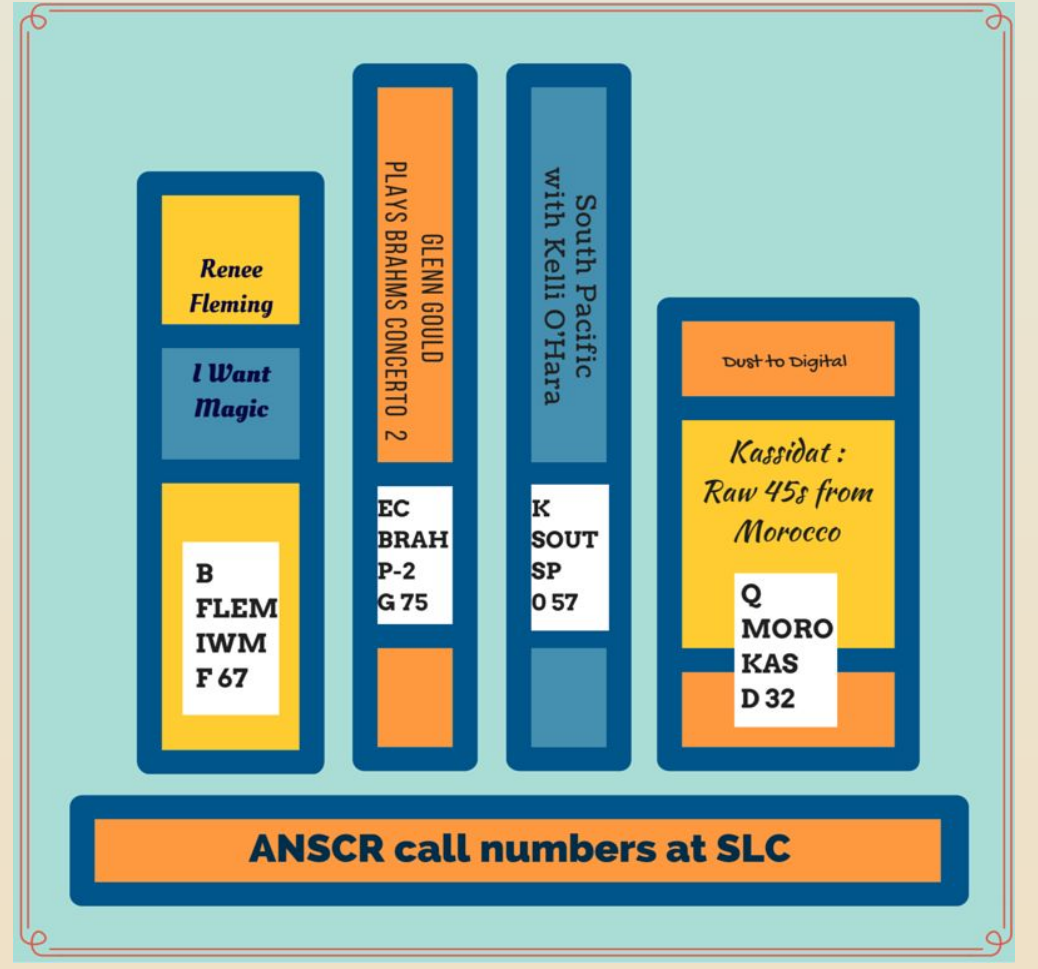 Renee
Fleming
I Want
Magic
B
FLEM
IWM
F 67
GLENN GOULD
PLAYS BRAHMS CONCERTO 2
EC
BRAH
P-2
G 75
South Pacific
with Kelli O'Hara
K
SOUT
SP
0 57
Dust to Digital
Kassidat :
Raw 45s from
Morocco
Q
MORO
KAS
D 32
ANSCR call numbers at SLC